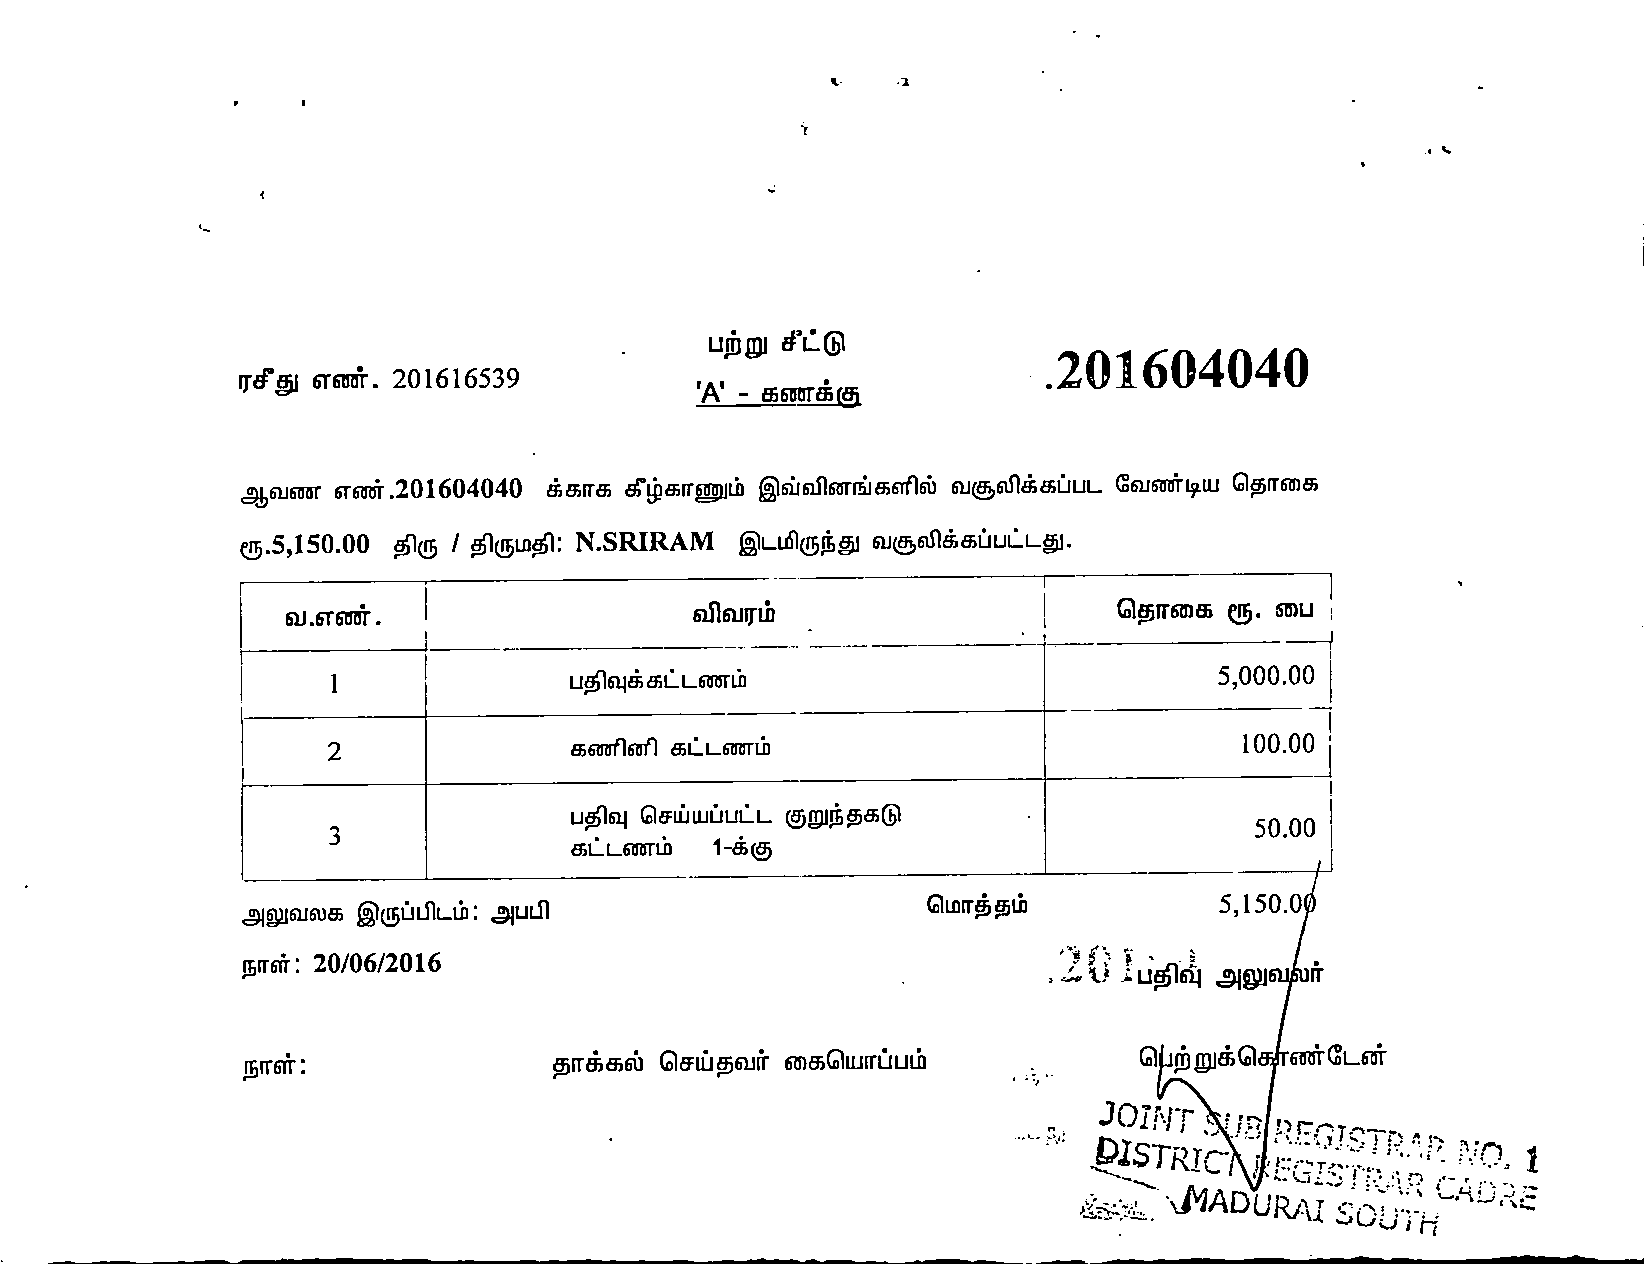 பற்று சீட்டு
ரசீது எண். 201616539
'A' - கணக்கு
.201604040
ஆவண எண்.201604040 க்காக கீழ்காணும் இவ்வினங்களில் வசூலிக்கப்பட வேண்டிய தொகை
ரூ.5,150.00 திரு / திருமதி: N.SRIRAM இடமிருந்து வசூலிக்கப்பட்டது.
வ.எண். விவரம் தொகை ரூ. பை
1 பதிவுக்கட்டணம் 5,000.00
2 கணினி கட்டணம் 100.00
3 பதிவு செய்யப்பட்ட குறுந்தகடு கட்டணம் 1-க்கு 50.00
அலுவலக இருப்பிடம்: அபபி மொத்தம் 5,150.00
நாள்: 20/06/2016
பதிவு அலுவலர்
நாள்: தாக்கல் செய்தவர் கையொப்பம் பெற்றுக்கொண்டேன்
JOINT SUB REGISTRAR NO. 1
DISTRICT REGISTRAR CADRE
MADURAI SOUTH